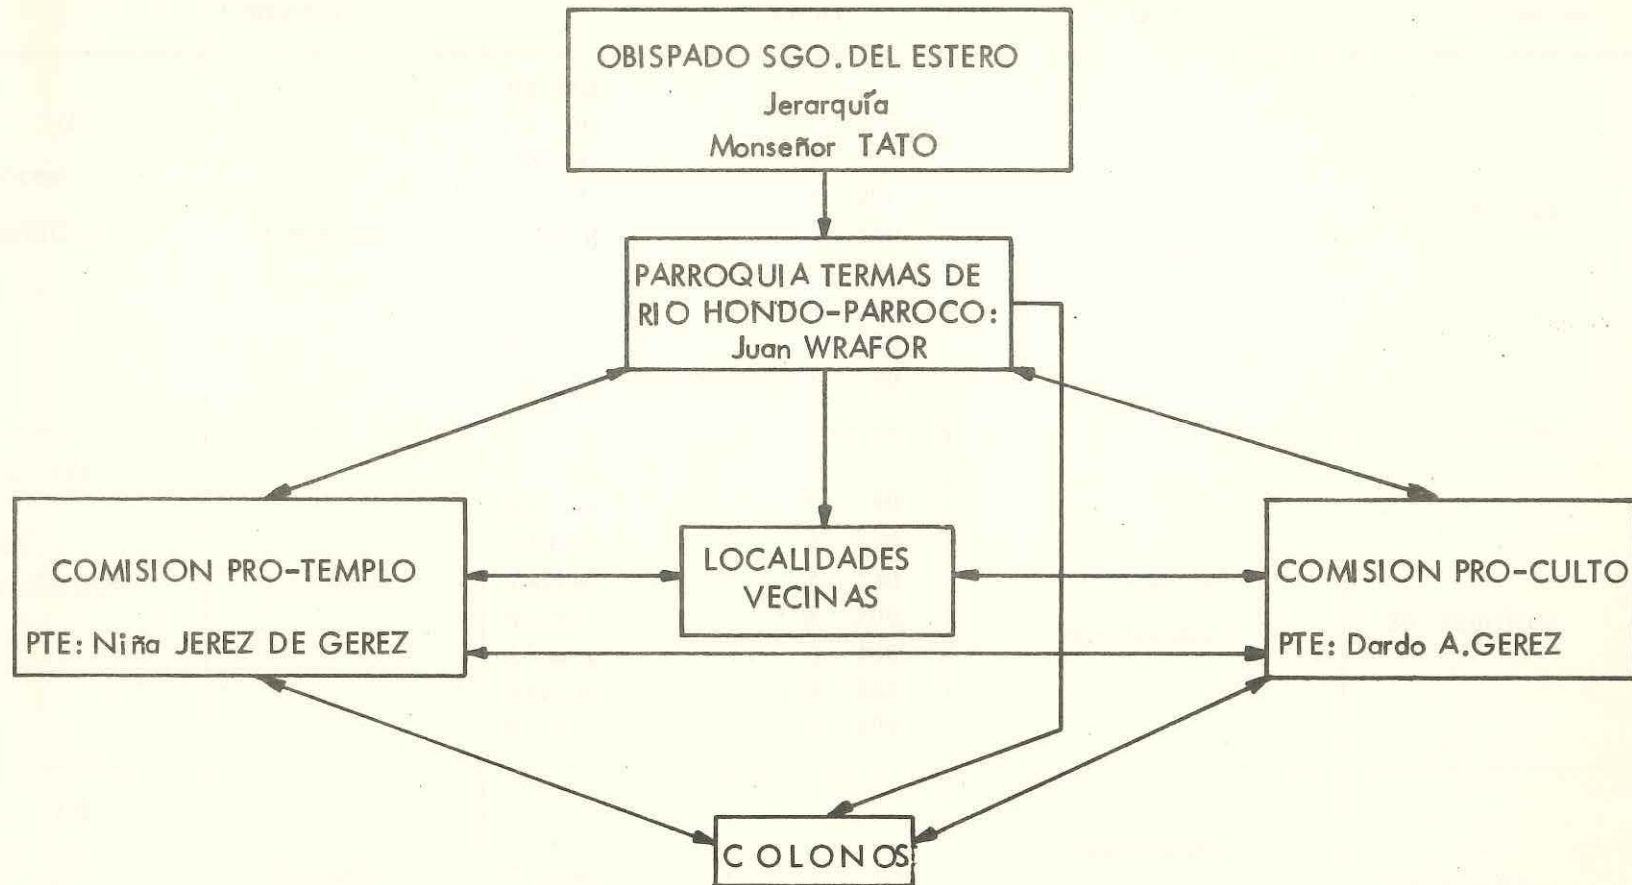 OBISPADO SGO. DEL ESTERO
Jerarquía
Monseñor TATO
PARROQUIA TERMAS DE
RIO HONDO-PARROCO:
Juan WRAFOR
COMISION PRO-TEMPLO
PTE: Niña JEREZ DE GEREZ
LOCALIDADES
VECINAS
COMISION PRO-CULTO
PTE: Dardo A. GEREZ
COLONOS